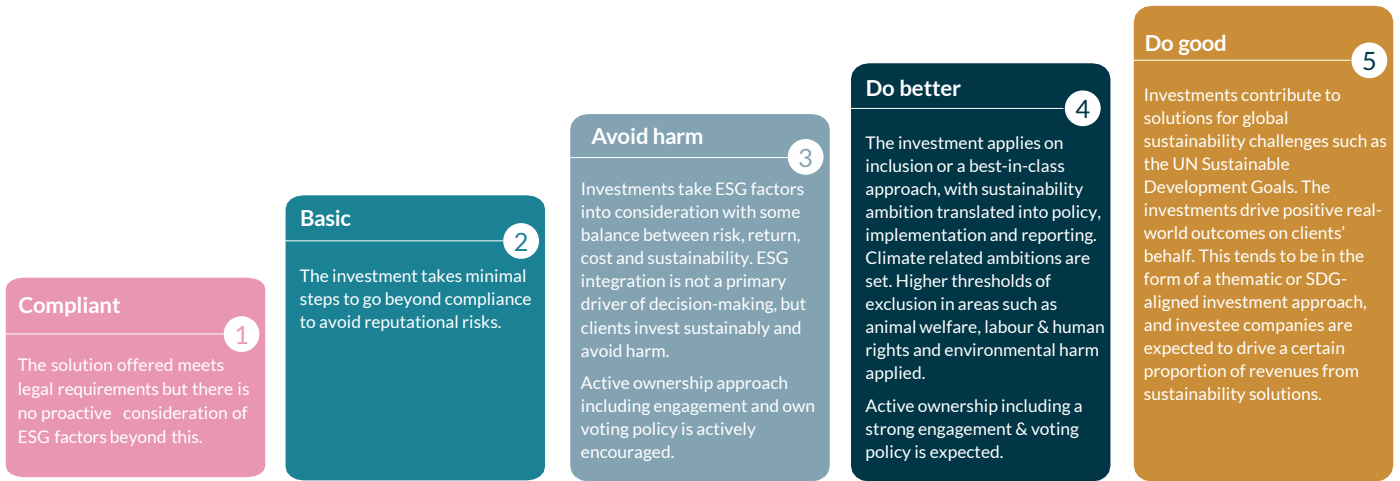 Compliant
1
The solution offered meets
legal requirements but there is
no proactive consideration of
ESG factors beyond this.
Basic
2
The investment takes minimal
steps to go beyond compliance
to avoid reputational risks.
Avoid harm
3
Investments take ESG factors
into consideration with some
balance between risk, return,
cost and sustainability. ESG
integration is not a primary
driver of decision-making, but
clients invest sustainably and
avoid harm.
Active ownership approach
including engagement and own
voting policy is actively
encouraged.
Do better
4
The investment applies on
inclusion or a best-in-class
approach, with sustainability
ambition translated into policy,
implementation and reporting.
Climate related ambitions are
set. Higher thresholds of
exclusion in areas such as
animal welfare, labour & human
rights and environmental harm
applied.
Active ownership including a
strong engagement & voting
policy is expected.
Do good
5
Investments contribute to
solutions for global
sustainability challenges such as
the UN Sustainable
Development Goals. The
investments drive positive real-
world outcomes on clients'
behalf. This tends to be in the
form of a thematic or SDG-
aligned investment approach,
and investee companies are
expected to drive a certain
proportion of revenues from
sustainability solutions.